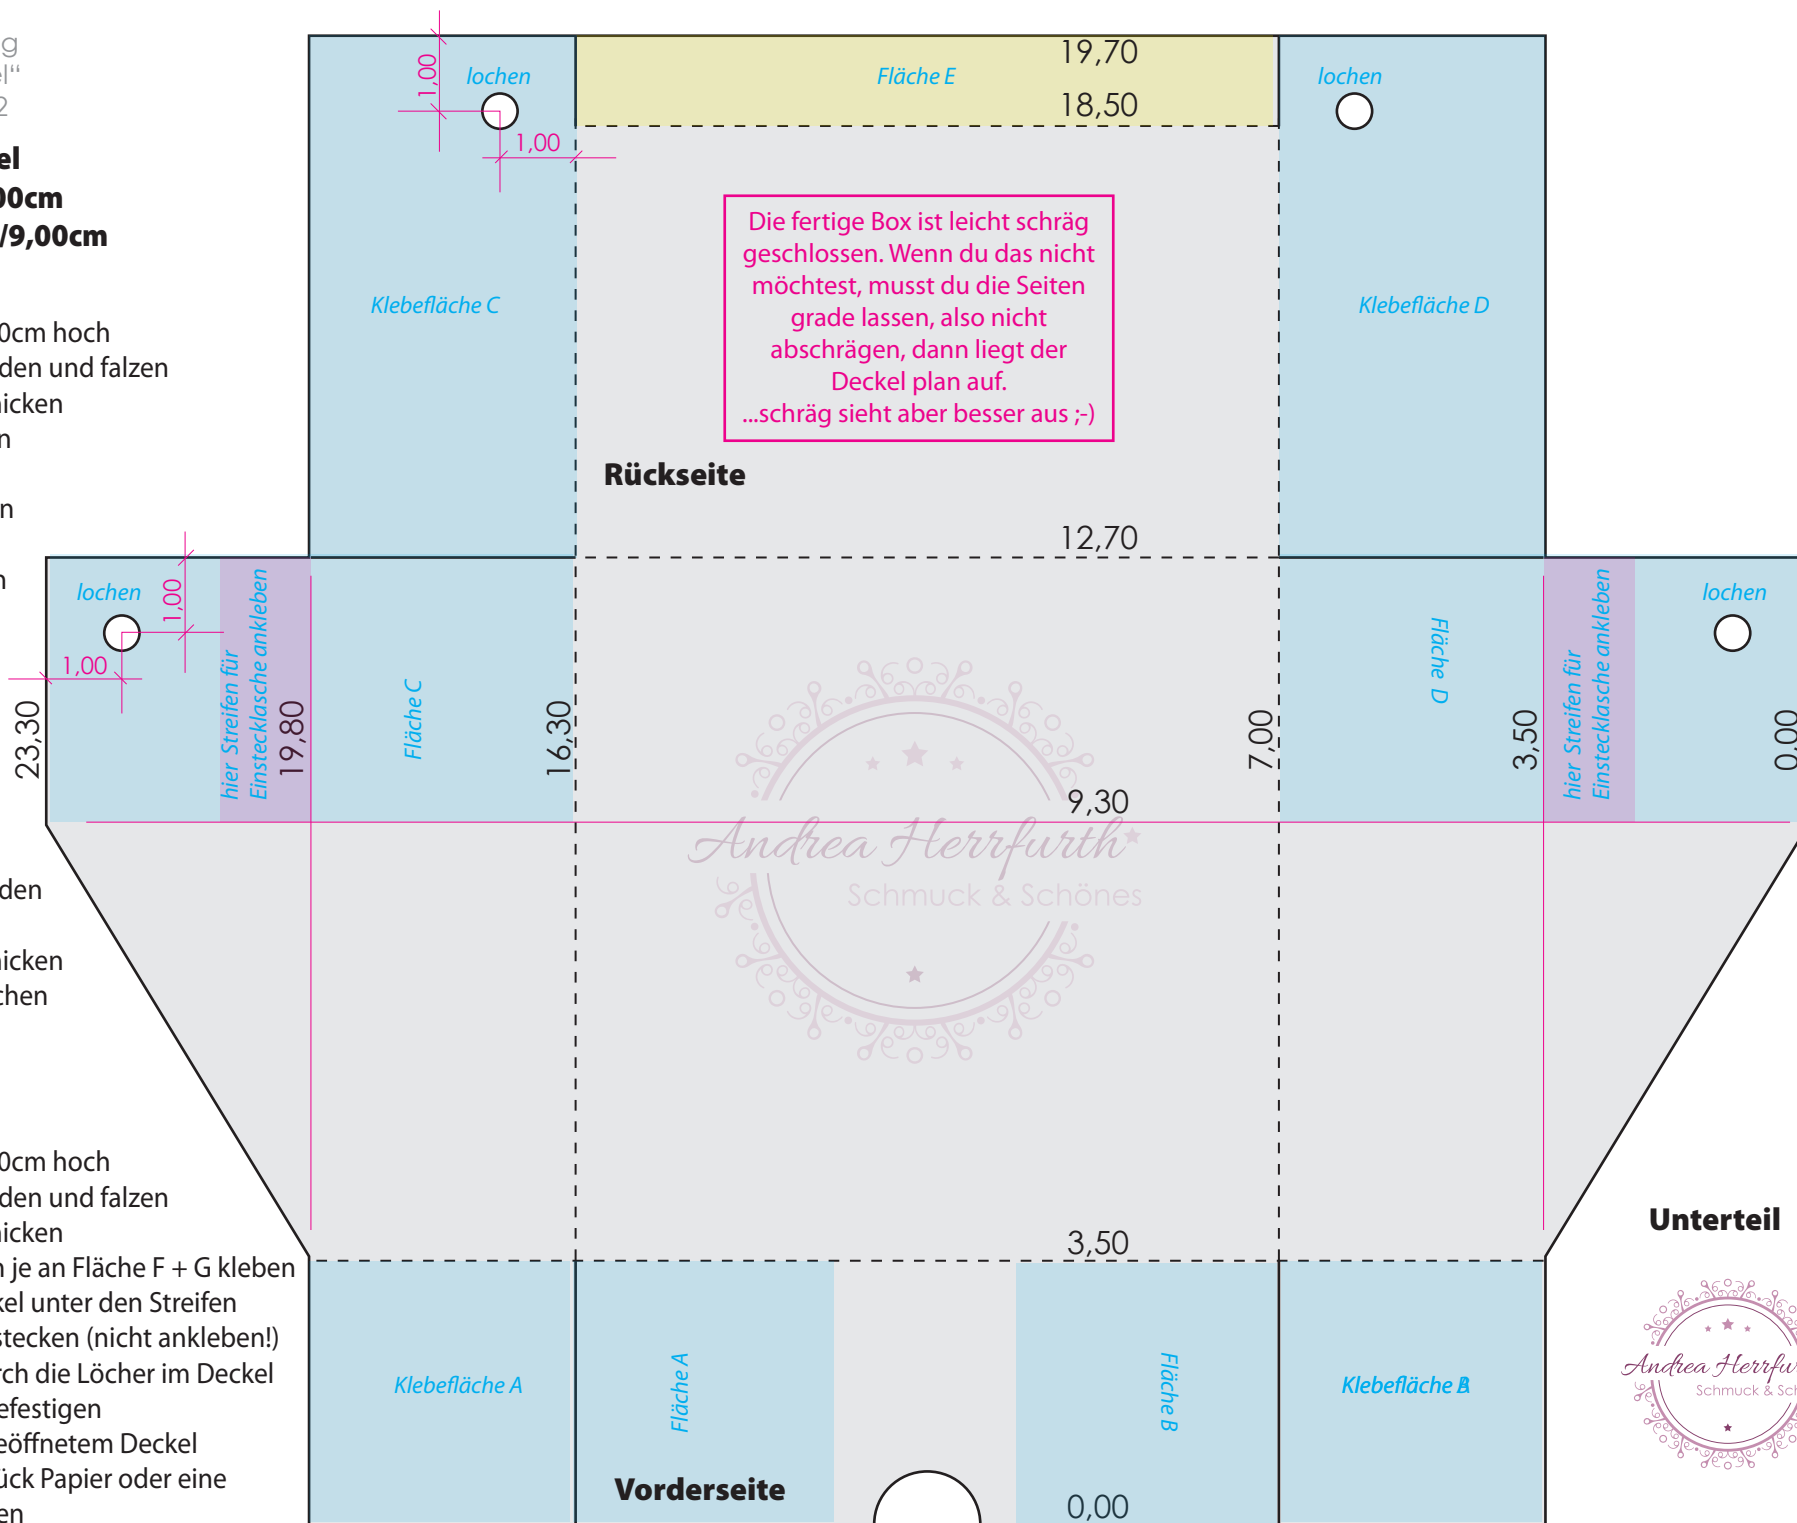 g
el“
2
el
00cm
/9,00cm
0cm hoch
den und falzen
icken
n
n
n
den
icken
chen
0cm hoch
den und falzen
icken
n je an Fläche F + G kleben
kel unter den Streifen
stecken (nicht ankleben!)
rch die Löcher im Deckel
efestigen
eöffnetem Deckel
ück Papier oder eine
en
1,00
lochen
1,00
Fläche E
19,70
18,50
lochen
Klebefläche C
Die fertige Box ist leicht schräg
geschlossen. Wenn du das nicht
möchtest, musst du die Seiten
grade lassen, also nicht
abschrägen, dann liegt der
Deckel plan auf.
...schräg sieht aber besser aus ;-)
Klebefläche D
Rückseite
12,70
lochen
1,00
1,00
23,30
hier Streifen für
Einstecklasche ankleben
19,80
Fläche C
16,30
7,00
Fläche D
3,50
hier Streifen für
Einstecklasche ankleben
lochen
0,00
9,30
Andrea Herrfurth
Schmuck & Schönes
3,50
Unterteil
Klebefläche A
Fläche A
Fläche B
Klebefläche B
Vorderseite
0,00
Andrea Herrfu
Schmuck & Sch